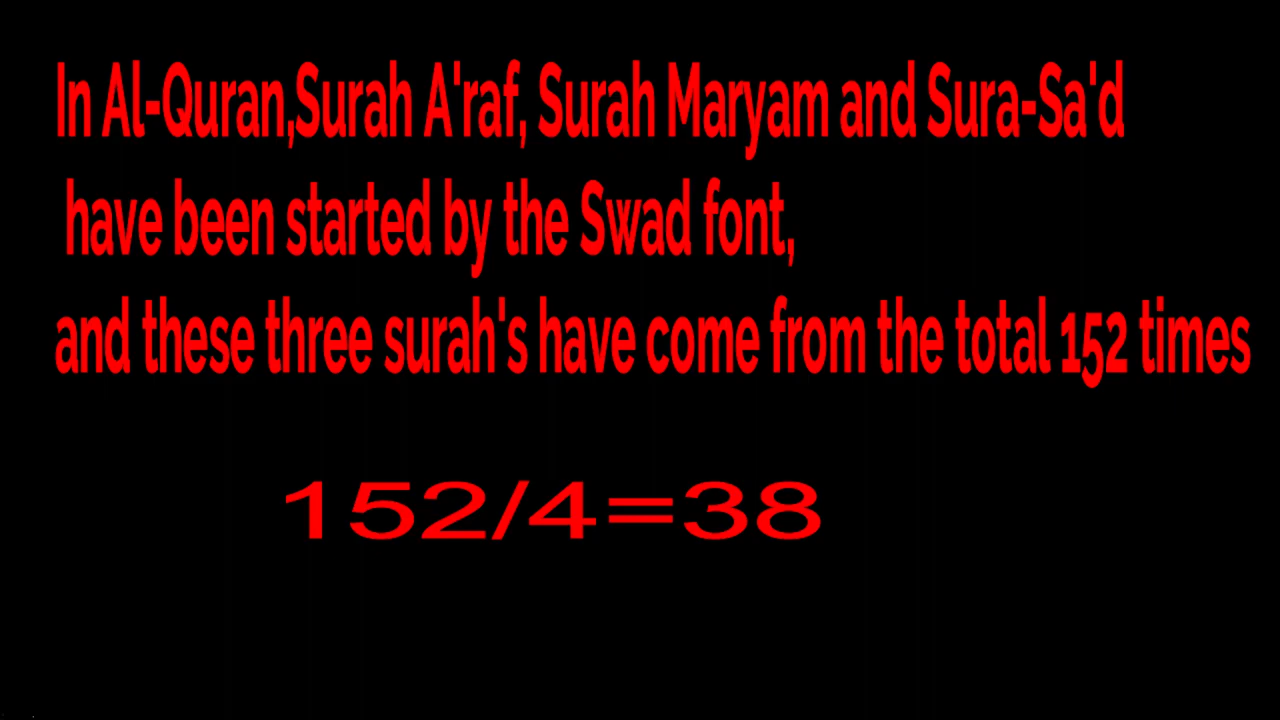 In Al-Quran,Surah A'raf, Surah Maryam and Sura-Sa'd
have been started by the Swad font,
and these three surah's have come from the total 152 times
152/4=38